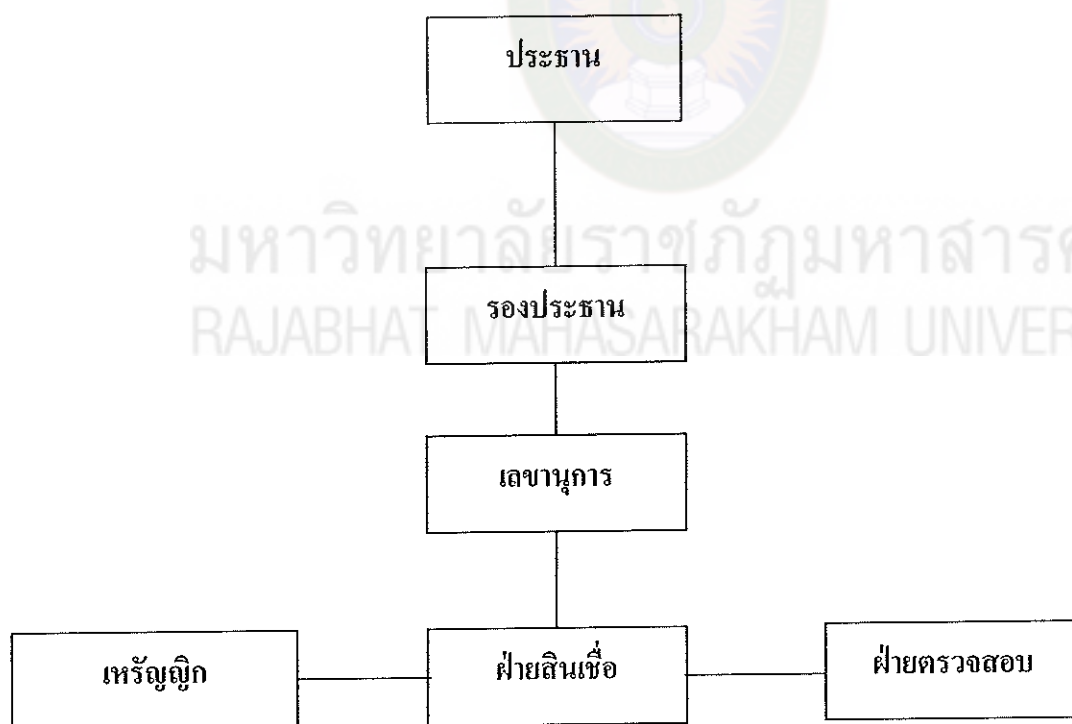 ประธาน
มหาวิทยาลัยราชภัฏมหาสารค
RAJABHAT MAHASARAKHAM UNIVER
รองประธาน
เลขานุการ
เหรัญญิก
ฝ่ายสินเชื่อ
ฝ่ายตรวจสอบ